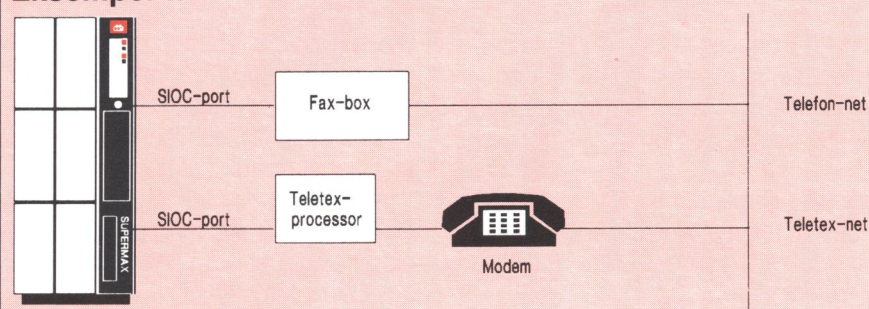 SIOC-port
Fax-box
Telefon-net
SIOC-port
Teletex-
processor
Modem
Teletex-net
SUPERMAX